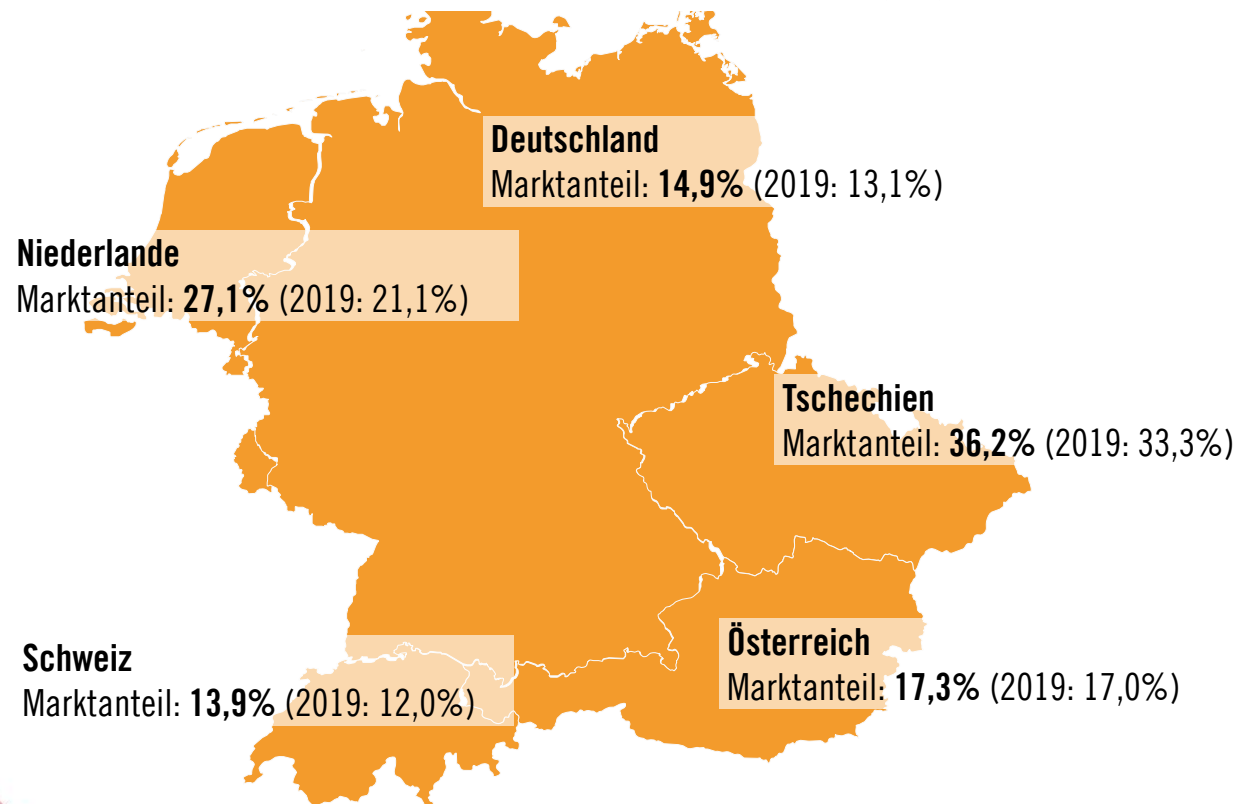 Deutschland
Marktanteil: 14,9% (2019: 13,1%)
Niederlande
Marktanteil: 27,1% (2019: 21,1%)
Tschechien
Marktanteil: 36,2% (2019: 33,3%)
Österreich
Marktanteil: 17,3% (2019: 17,0%)
Schweiz
Marktanteil: 13,9% (2019: 12,0%)